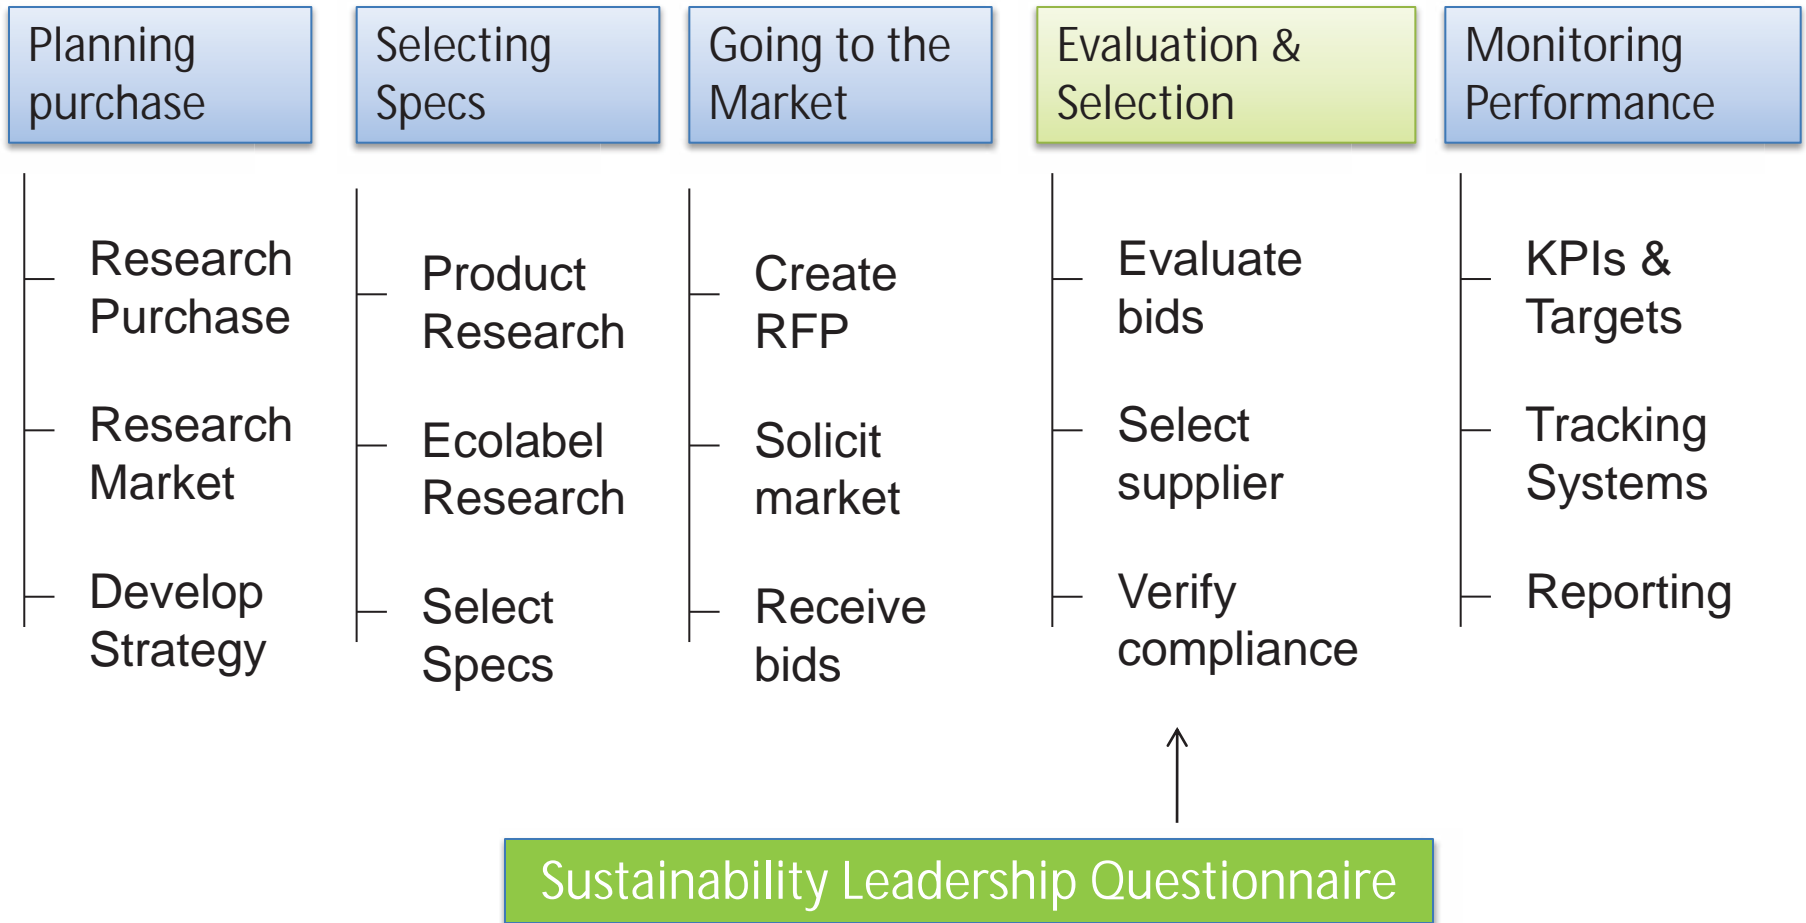 Planning
purchase
Research
Purchase
Research
Market
Develop
Strategy
Selecting
Specs
Product
Research
Ecolabel
Research
Select
Specs
Going to the
Market
Create
RFP
Solicit
market
Receive
bids
Evaluation &
Selection
Evaluate
bids
Select
supplier
Verify
compliance
Monitoring
Performance
KPIs &
Targets
Tracking
Systems
Reporting
Sustainability Leadership Questionnaire